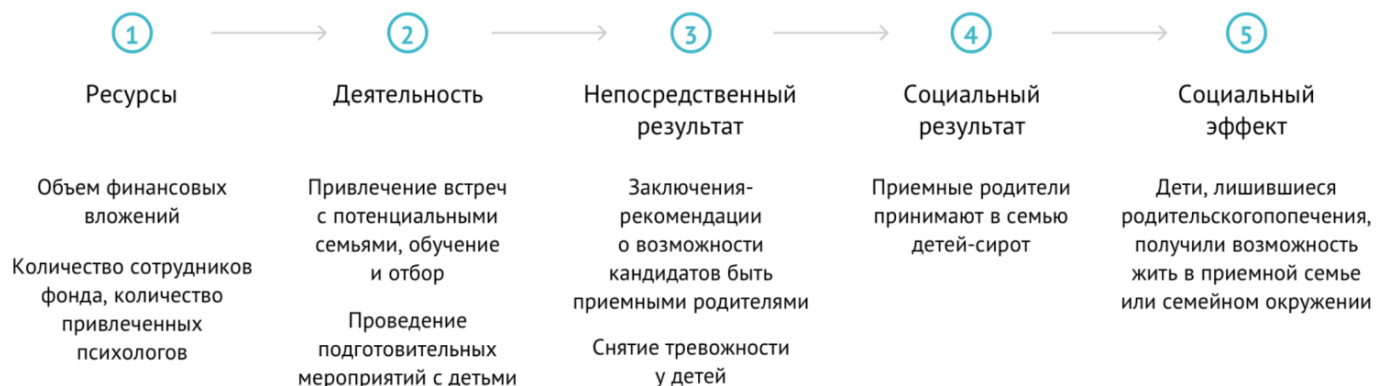 1
2
3
4
5
Ресурсы
Деятельность
Непосредственный
результат
Социальный
результат
Социальный
эффект
Объем финансовых
вложений
Количество сотрудников
фонда, количество
привлеченных
психологов
Привлечение встреч
с потенциальными
семьями, обучение
и отбор
Проведение
подготовительных
мероприятий с детьми
Заключения-
рекомендации
о возможности
кандидатов быть
приемными родителями
Снятие тревожности
у детей
Приемные родители
принимают в семью
детей-сирот
Дети, лишившиеся
родительскогопопечения,
получили возможность
жить в приемной семье
или семейном окружении